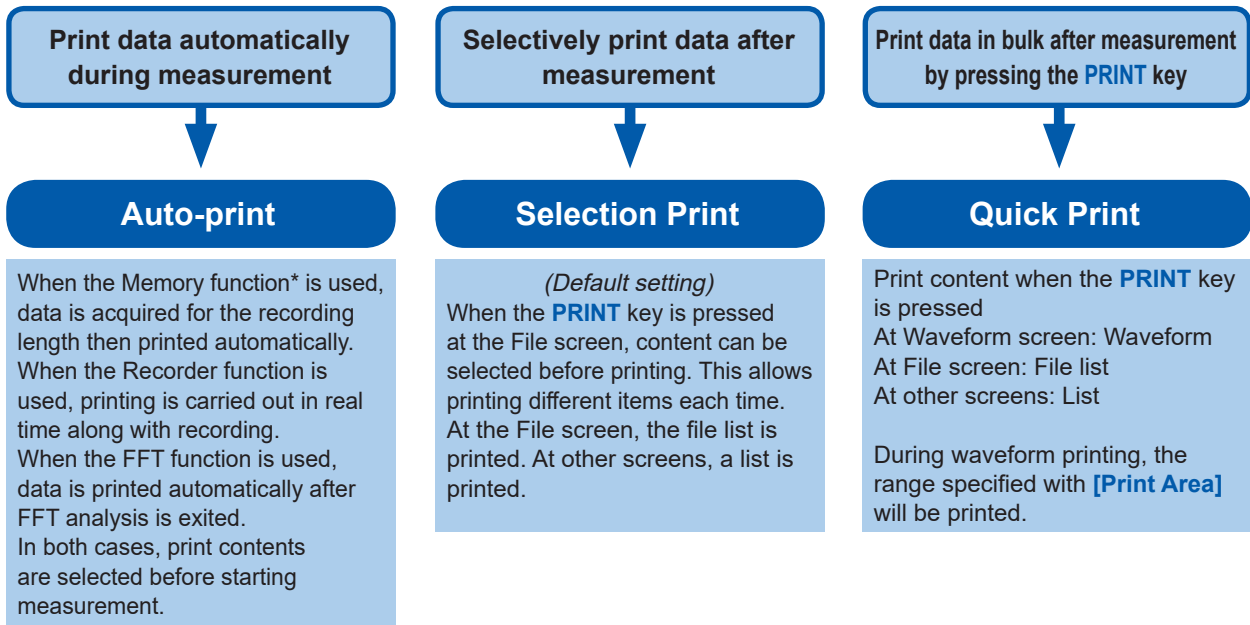 Print data automatically
during measurement
Auto-print
When the Memory function* is used,
data is acquired for the recording
length then printed automatically.
When the Recorder function is
used, printing is carried out in real
time along with recording.
When the FFT function is used,
data is printed automatically after
FFT analysis is exited.
In both cases, print contents
are selected before starting
measurement.
Selectively print data after
measurement
Selection Print
(Default setting)
When the PRINT key is pressed
at the File screen, content can be
selected before printing. This allows
printing different items each time.
At the File screen, the file list is
printed. At other screens, a list is
printed.
Print data in bulk after measurement
by pressing the PRINT key
Quick Print
Print content when the PRINT key
is pressed
At Waveform screen: Waveform
At File screen: File list
At other screens: List
During waveform printing, the
range specified with [Print Area]
will be printed.